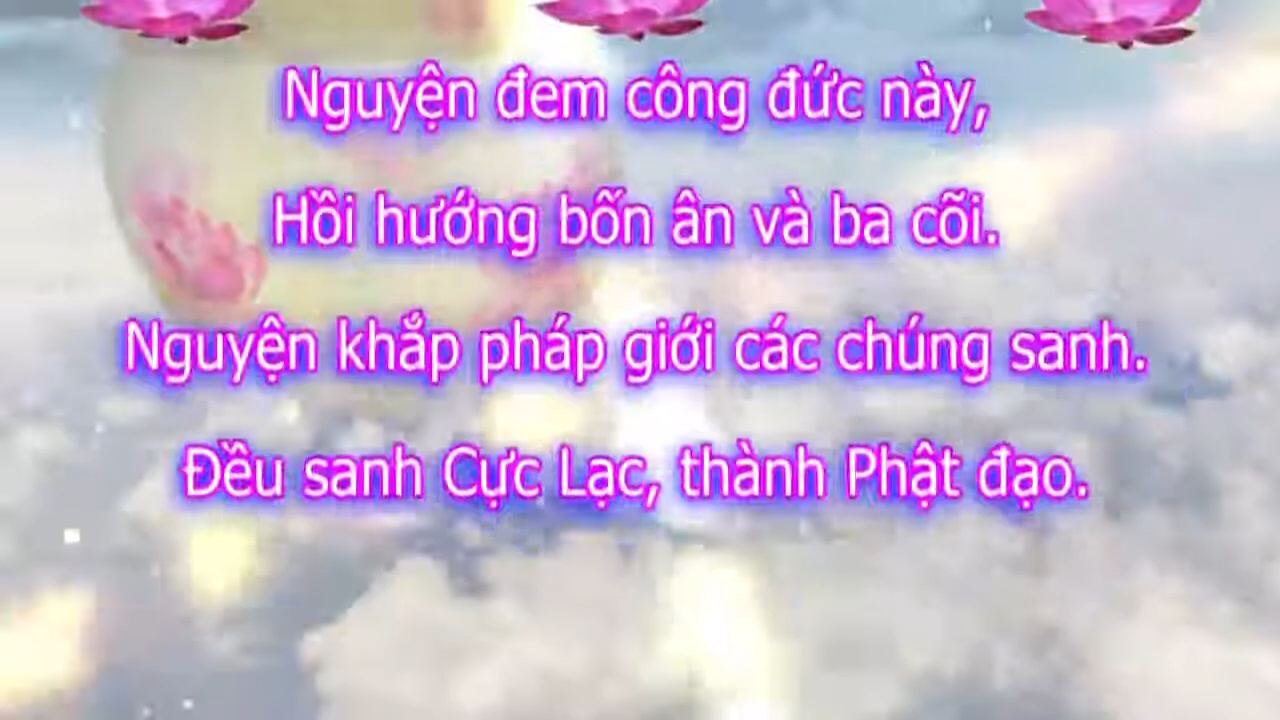 Nguyện đem công đức này,
Hồi hướng bốn ân và ba cõi.
Nguyện khắp pháp giới các chúng sanh.
Đều sanh Cực Lạc, thành Phật đạo.